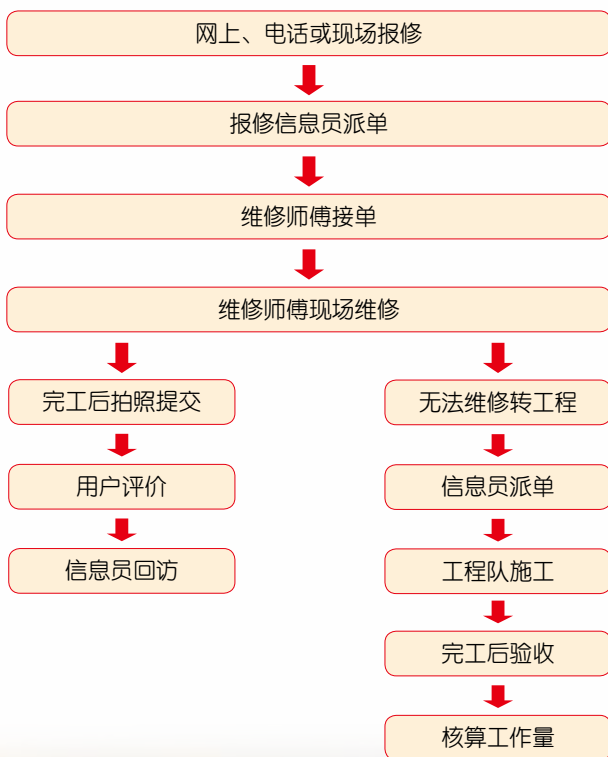 网上、电话或现场报修
报修信息员派单
维修师傅接单
维修师傅现场维修
完工后拍照提交
用户评价
信息员回访
无法维修转工程
信息员派单
工程队施工
完工后验收
核算工作量